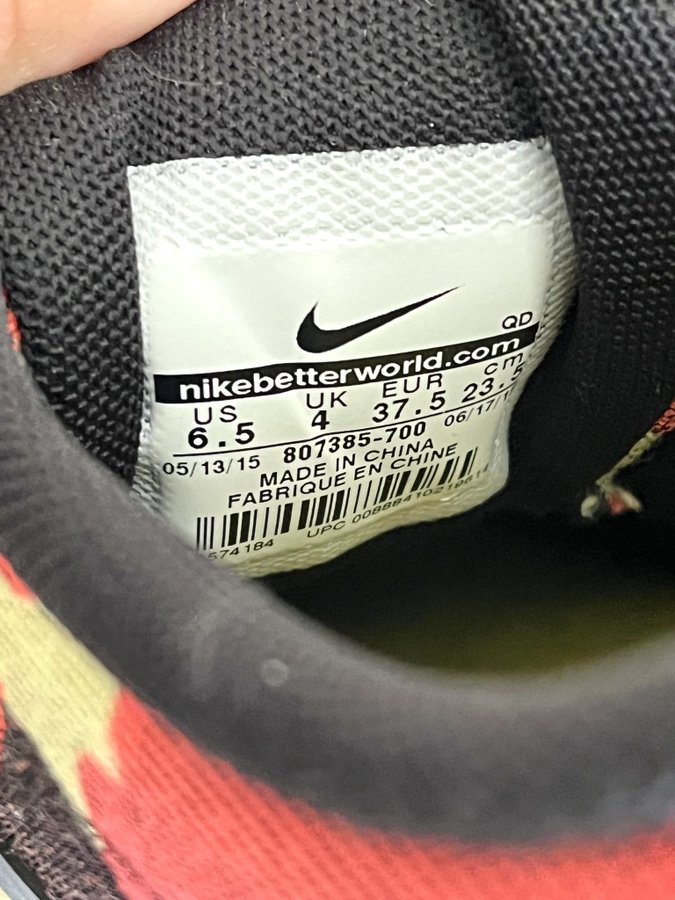 QD
nikebetterworld.com
US UK EUR cm
6.5 4 37.5 23.5
05/13/15 807385-700
MADE IN CHINA
FABRIQUE EN CHINE
UPC